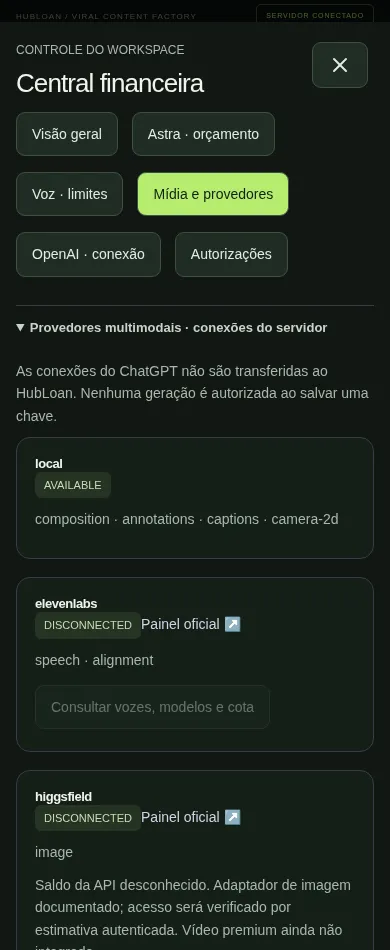 HUBLOAN / VIRAL CONTENT FACTORY
SERVIDOR CONECTADO
CONTROLE DO WORKSPACE
Central financeira
Visão geral
Astra · orçamento
Voz · limites
Mídia e provedores
OpenAI · conexão
Autorizações
▼ Provedores multimodais · conexões do servidor
As conexões do ChatGPT não são transferidas ao
HubLoan. Nenhuma geração é autorizada ao salvar uma
chave.
local
AVAILABLE
composition · annotations · captions · camera-2d
elevenlabs
DISCONNECTED Painel oficial ↗
speech · alignment
Consultar vozes, modelos e cota
higgsfield
DISCONNECTED Painel oficial ↗
image
Saldo da API desconhecido. Adaptador de imagem
documentado; acesso será verificado por
estimativa autenticada. Vídeo premium ainda não